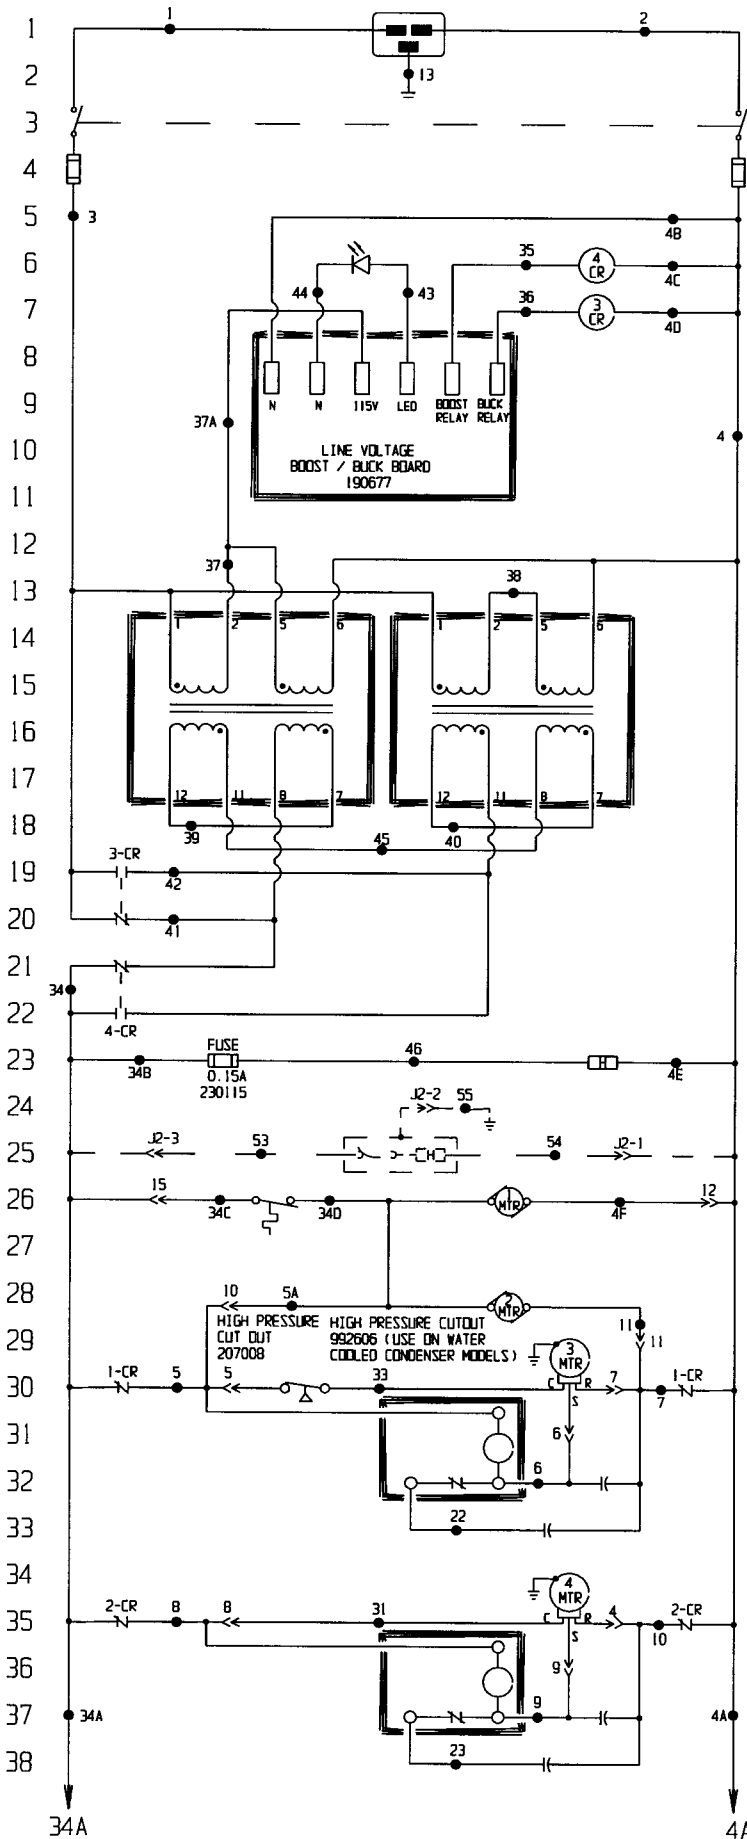 1 1 2
2 13
3
4
5 3 4B
6 35 4 CR 4C
44 43
7 36 3 CR 4D
8
9 N N 115V LED BOOST RELAY BUCK RELAY
37A 4
10 LINE VOLTAGE
BOOST / BUCK BOARD
11 190677
12
37
13 38
14 1 2 5 6 1 2 5 6
15
16
17
12 11 8 7 12 11 8 7
18 39 45 40
19 3-CR 42
20 41
21
34
22 4-CR
23 34B FUSE 46 4E
0.15A
230115
24 J2-2 55
25 J2-3 53 54 J2-1
26 15 34C 34D 1 MTR 4F 12
27
28 10 5A 2 MTR
11
29 HIGH PRESSURE HIGH PRESSURE CUTOUT
CUT OUT 992606 (USE ON WATER
207008 COOLED CONDENSER MODELS)
3 MTR 11
30 1-CR 5 5 33 C R 7 7 1-CR
S
31 6
32 6
33 22
34 4 MTR
35 2-CR 8 8 31 C R 4 10 2-CR
S
36 9
37 34A 9 4A
38 23
34A 4A